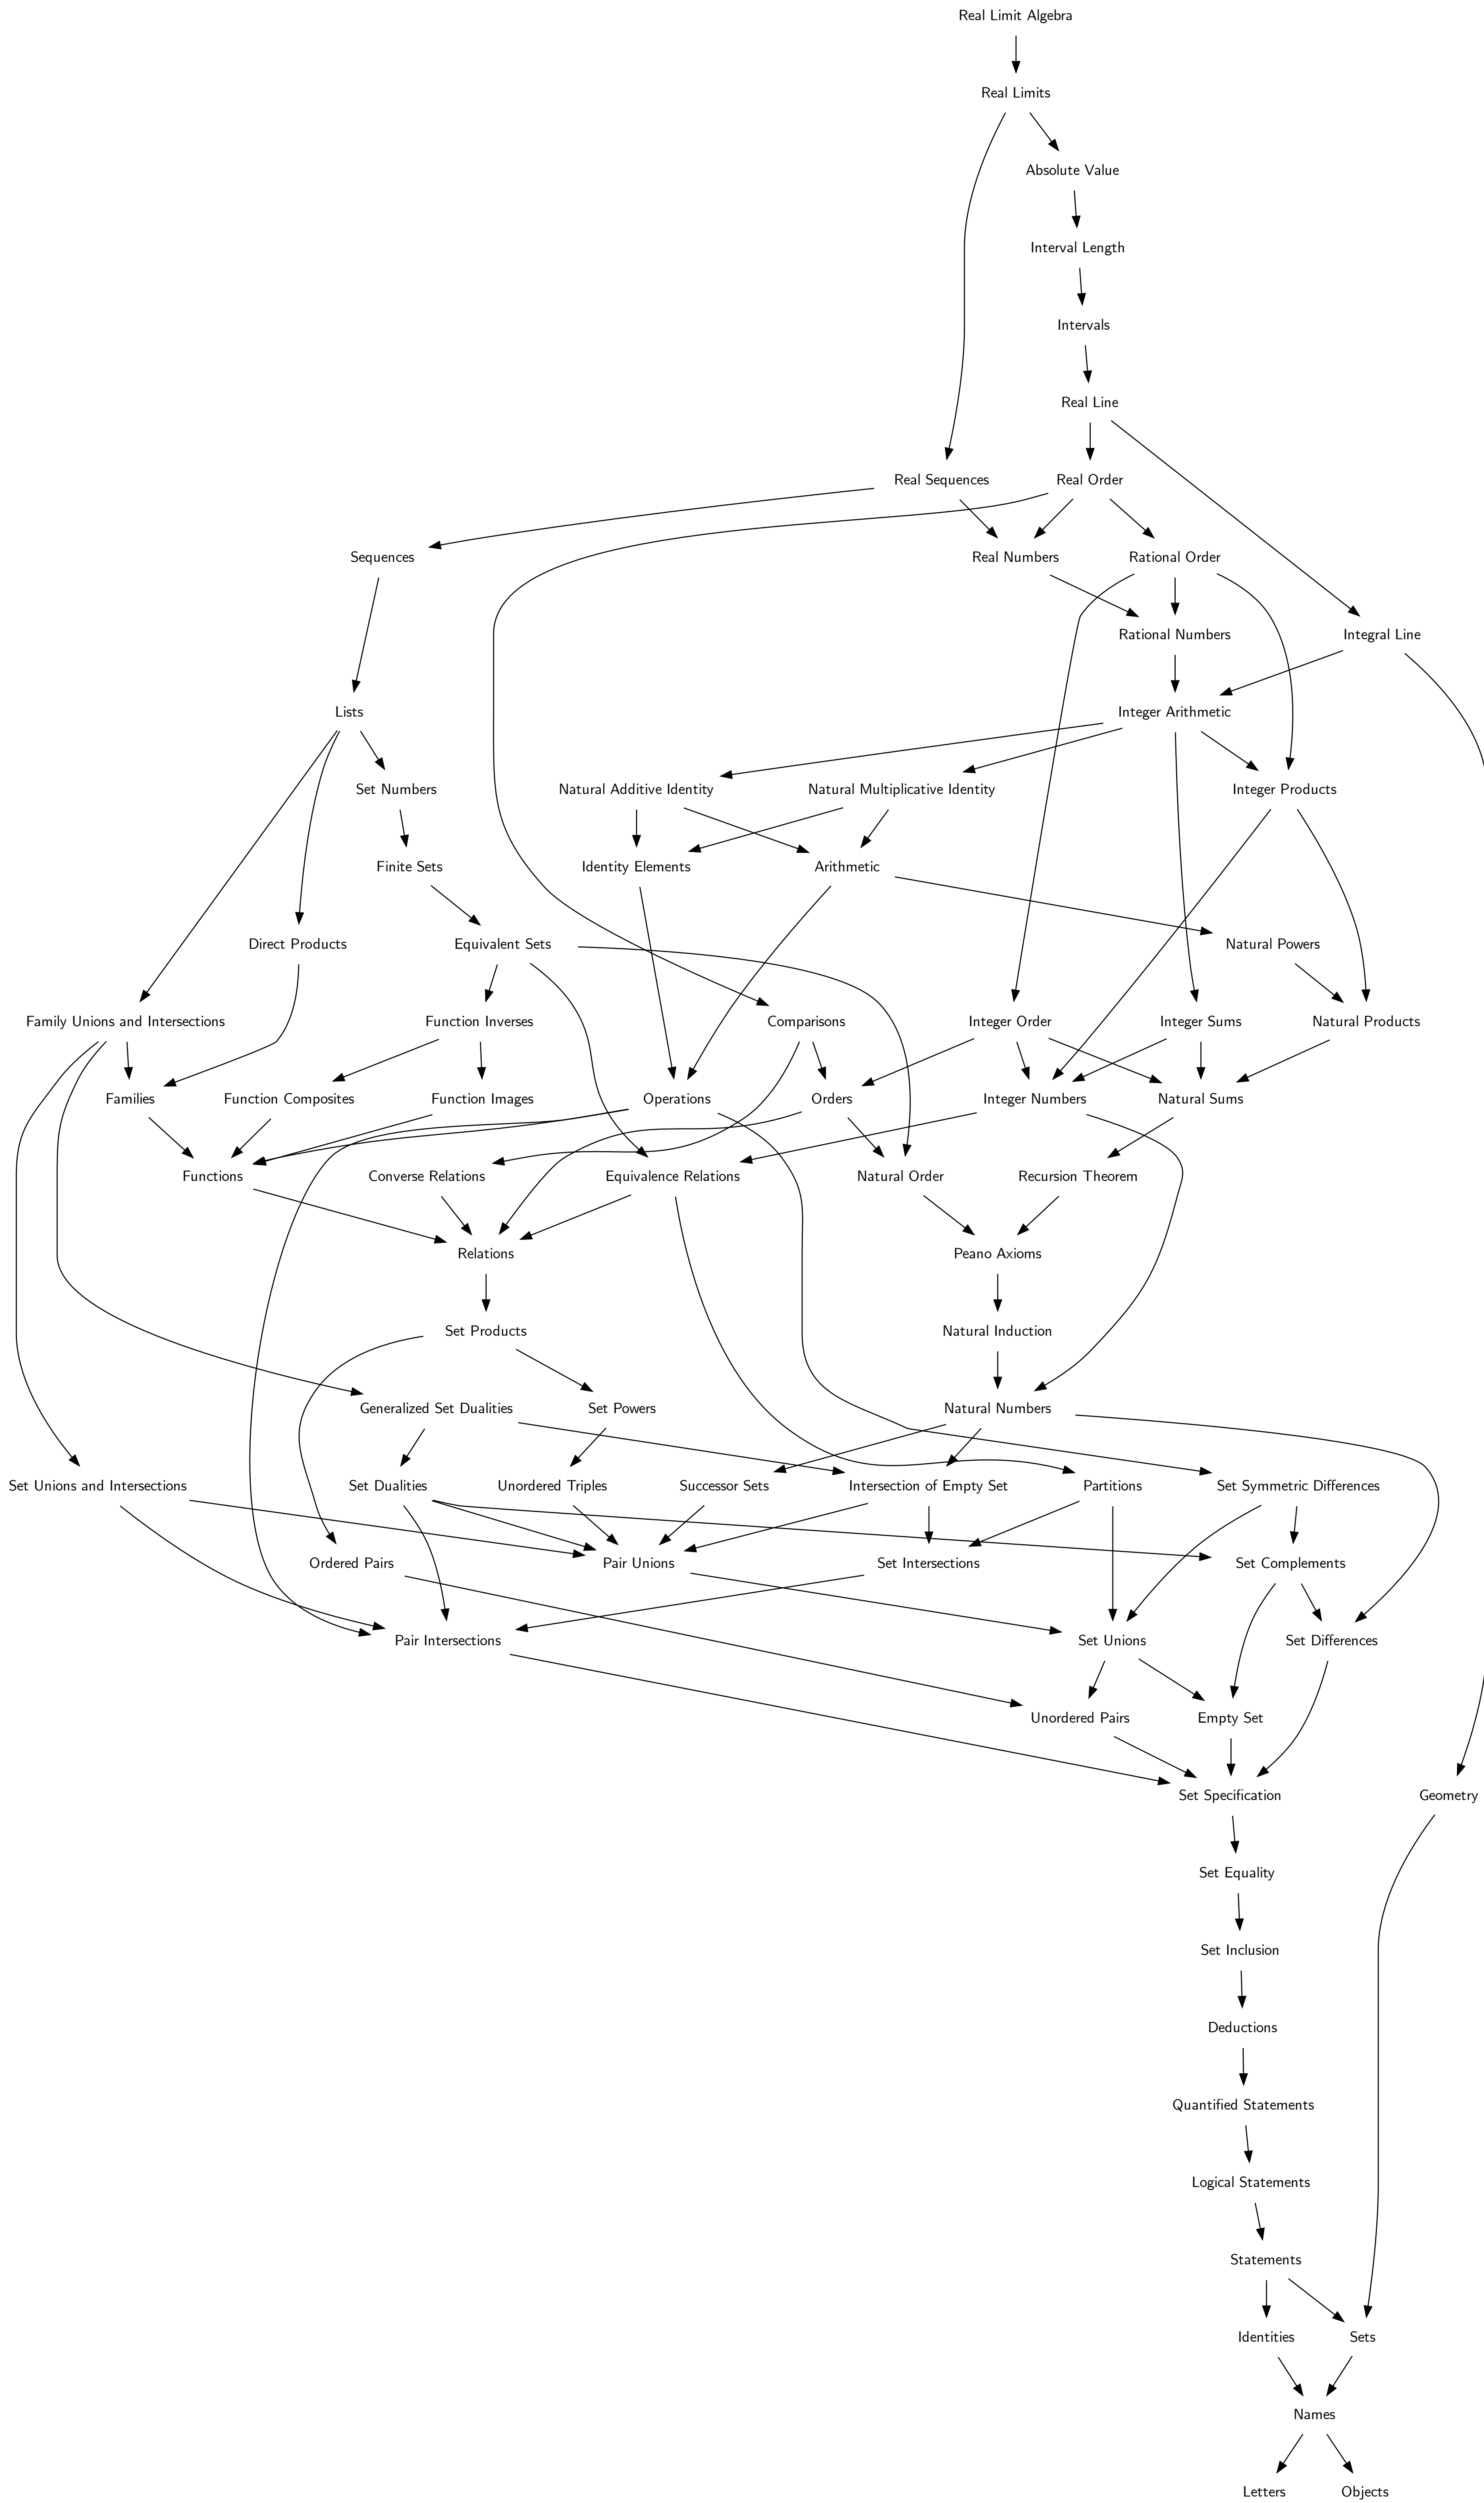 Real Limit Algebra
Real Limits
Absolute Value
Interval Length
Intervals
Real Line
Real Sequences
Real Order
Sequences
Real Numbers
Rational Order
Rational Numbers
Integral Line
Lists
Integer Arithmetic
Set Numbers
Natural Additive Identity
Natural Multiplicative Identity
Integer Products
Finite Sets
Identity Elements
Arithmetic
Direct Products
Equivalent Sets
Natural Powers
Family Unions and Intersections
Function Inverses
Comparisons
Integer Order
Integer Sums
Natural Products
Families
Function Composites
Function Images
Operations
Orders
Integer Numbers
Natural Sums
Functions
Converse Relations
Equivalence Relations
Natural Order
Recursion Theorem
Relations
Peano Axioms
Set Products
Natural Induction
Generalized Set Dualities
Set Powers
Natural Numbers
Set Unions and Intersections
Set Dualities
Unordered Triples
Successor Sets
Intersection of Empty Set
Partitions
Set Symmetric Differences
Ordered Pairs
Pair Unions
Set Intersections
Set Complements
Pair Intersections
Set Unions
Set Differences
Unordered Pairs
Empty Set
Set Specification
Geometry
Set Equality
Set Inclusion
Deductions
Quantified Statements
Logical Statements
Statements
Identities
Sets
Names
Letters
Objects